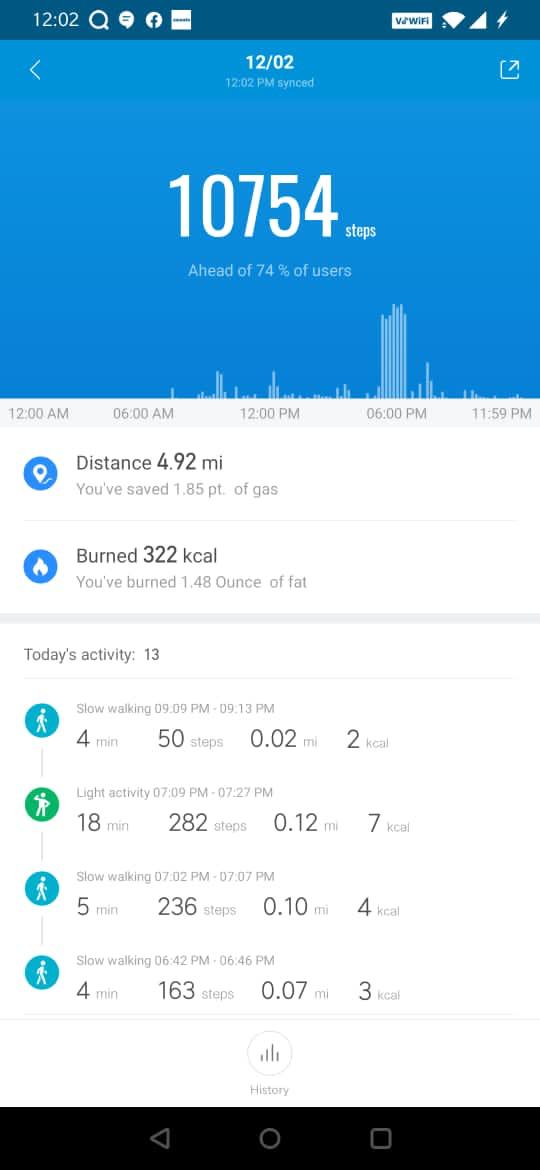 12:02
VoWiFi
12/02
12:02 PM synced
10754 steps
Ahead of 74 % of users
12:00 AM 06:00 AM 12:00 PM 06:00 PM 11:59 PM
Distance 4.92 mi
You've saved 1.85 pt. of gas
Burned 322 kcal
You've burned 1.48 Ounce of fat
Today's activity: 13
Slow walking 09:09 PM - 09:13 PM
4 min 50 steps 0.02 mi 2 kcal
Light activity 07:09 PM - 07:27 PM
18 min 282 steps 0.12 mi 7 kcal
Slow walking 07:02 PM - 07:07 PM
5 min 236 steps 0.10 mi 4 kcal
Slow walking 06:42 PM - 06:46 PM
4 min 163 steps 0.07 mi 3 kcal
History